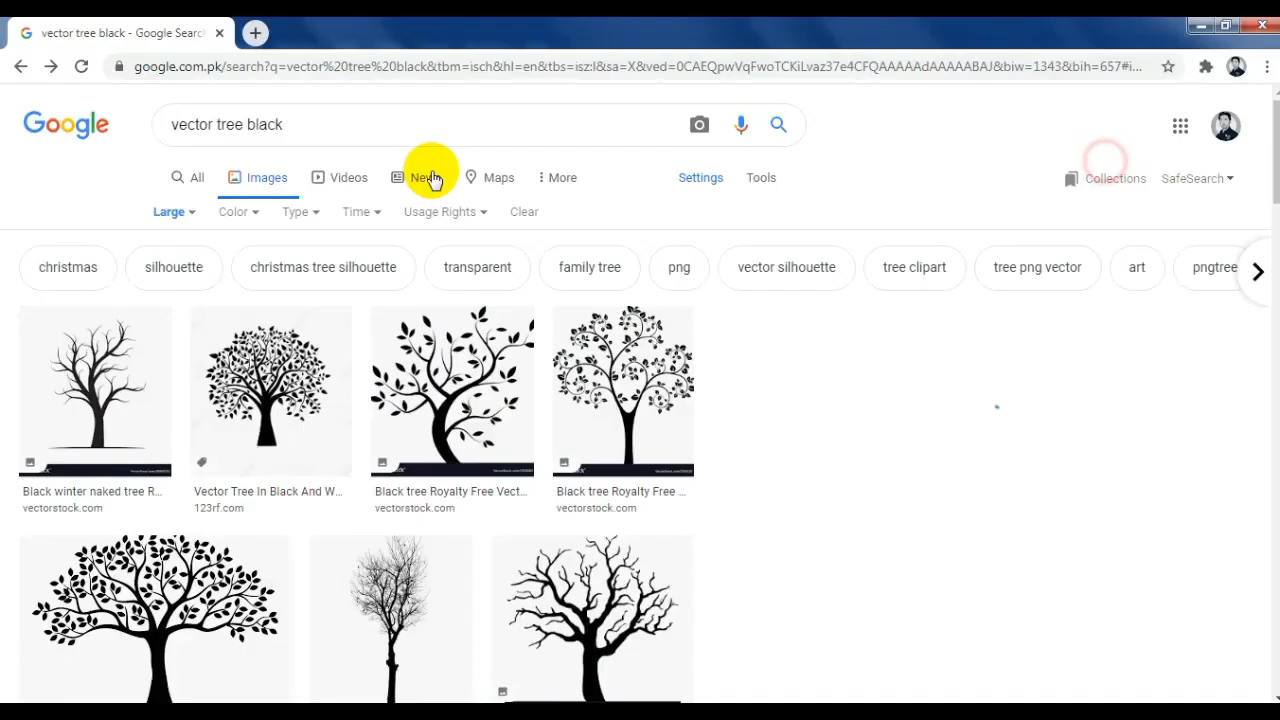 vector tree black - Google Searc
google.com.pk/search?q=vector%20tree%20black&tbm=isch&hl=en&tbs=isz:l&sa=X&ved=0CAEQpwVqFwoTCKiLvaz37e4CFQAAAAAdAAAAABAJ&biw=1343&bih=657#i...
Google
vector tree black
All Images Videos News Maps More Settings Tools Collections SafeSearch
Large Color Type Time Usage Rights Clear
christmas silhouette christmas tree silhouette transparent family tree png vector silhouette tree clipart tree png vector art pngtree
Black winter naked tree R... Vector Tree In Black And W... Black tree Royalty Free Vect... Black tree Royalty Free ...
vectorstock.com 123rf.com vectorstock.com vectorstock.com